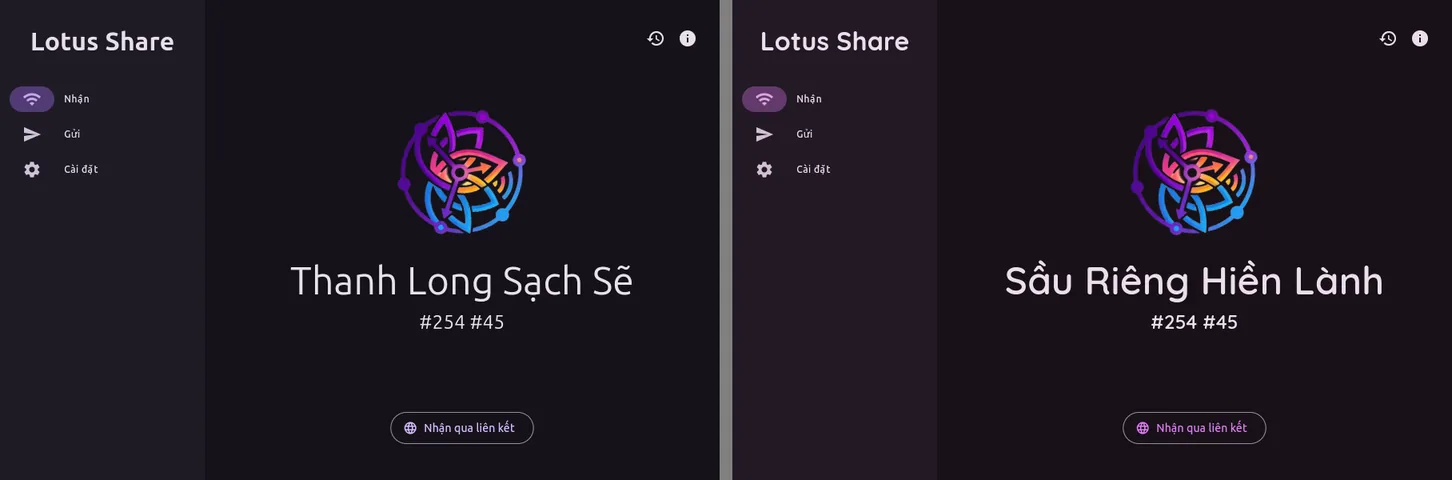 Lotus Share
Nhận
Gửi
Cài đặt
Thanh Long Sạch Sẽ
#254 #45
Nhận qua liên kết
Lotus Share
Nhận
Gửi
Cài đặt
Sầu Riêng Hiền Lành
#254 #45
Nhận qua liên kết